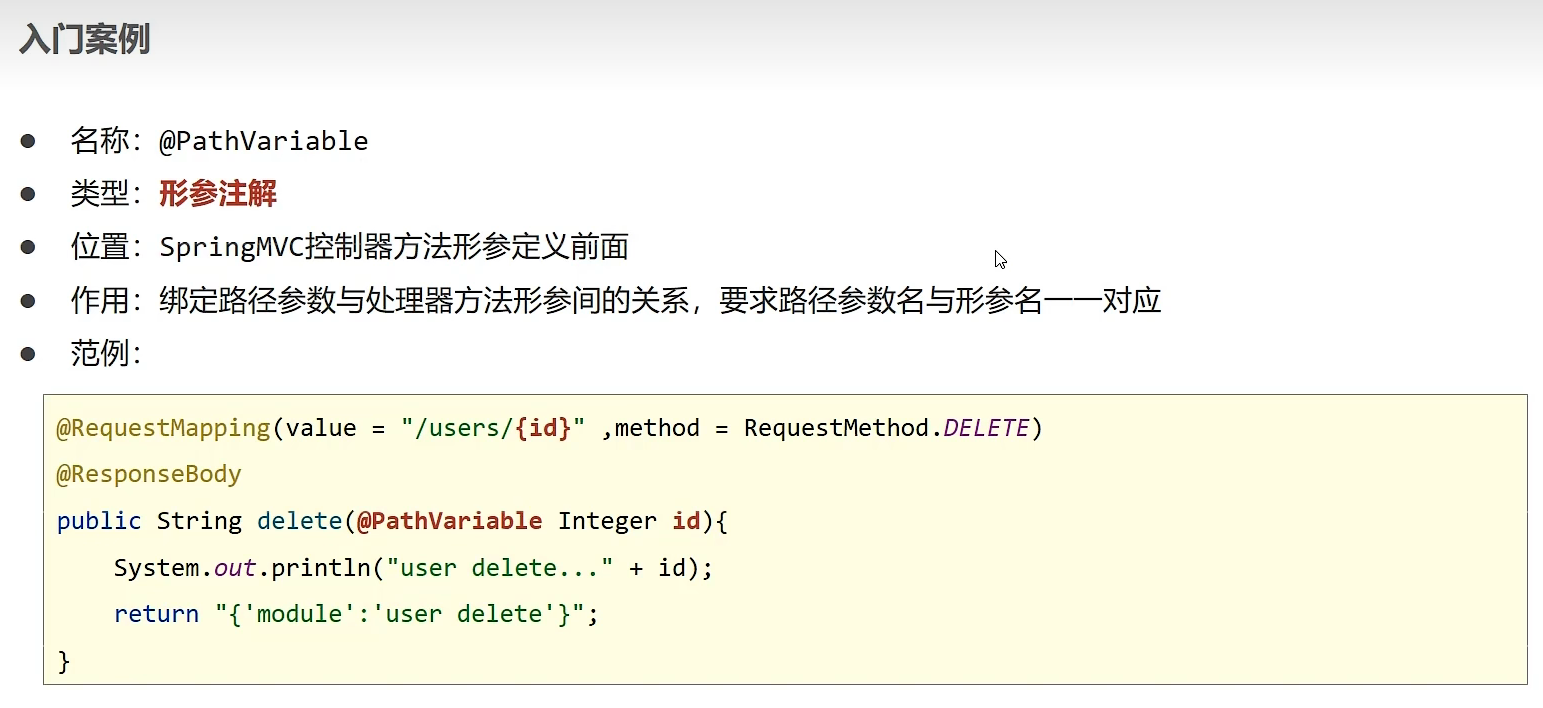 入门案例
● 名称：@PathVariable
● 类型：形参注解
● 位置：SpringMVC控制器方法形参定义前面
● 作用：绑定路径参数与处理器方法形参间的关系，要求路径参数名与形参名一一对应
● 范例：
@RequestMapping(value = "/users/{id}" ,method = RequestMethod.DELETE)
@ResponseBody
public String delete(@PathVariable Integer id){
    System.out.println("user delete..." + id);
    return "{'module':'user delete'}";
}